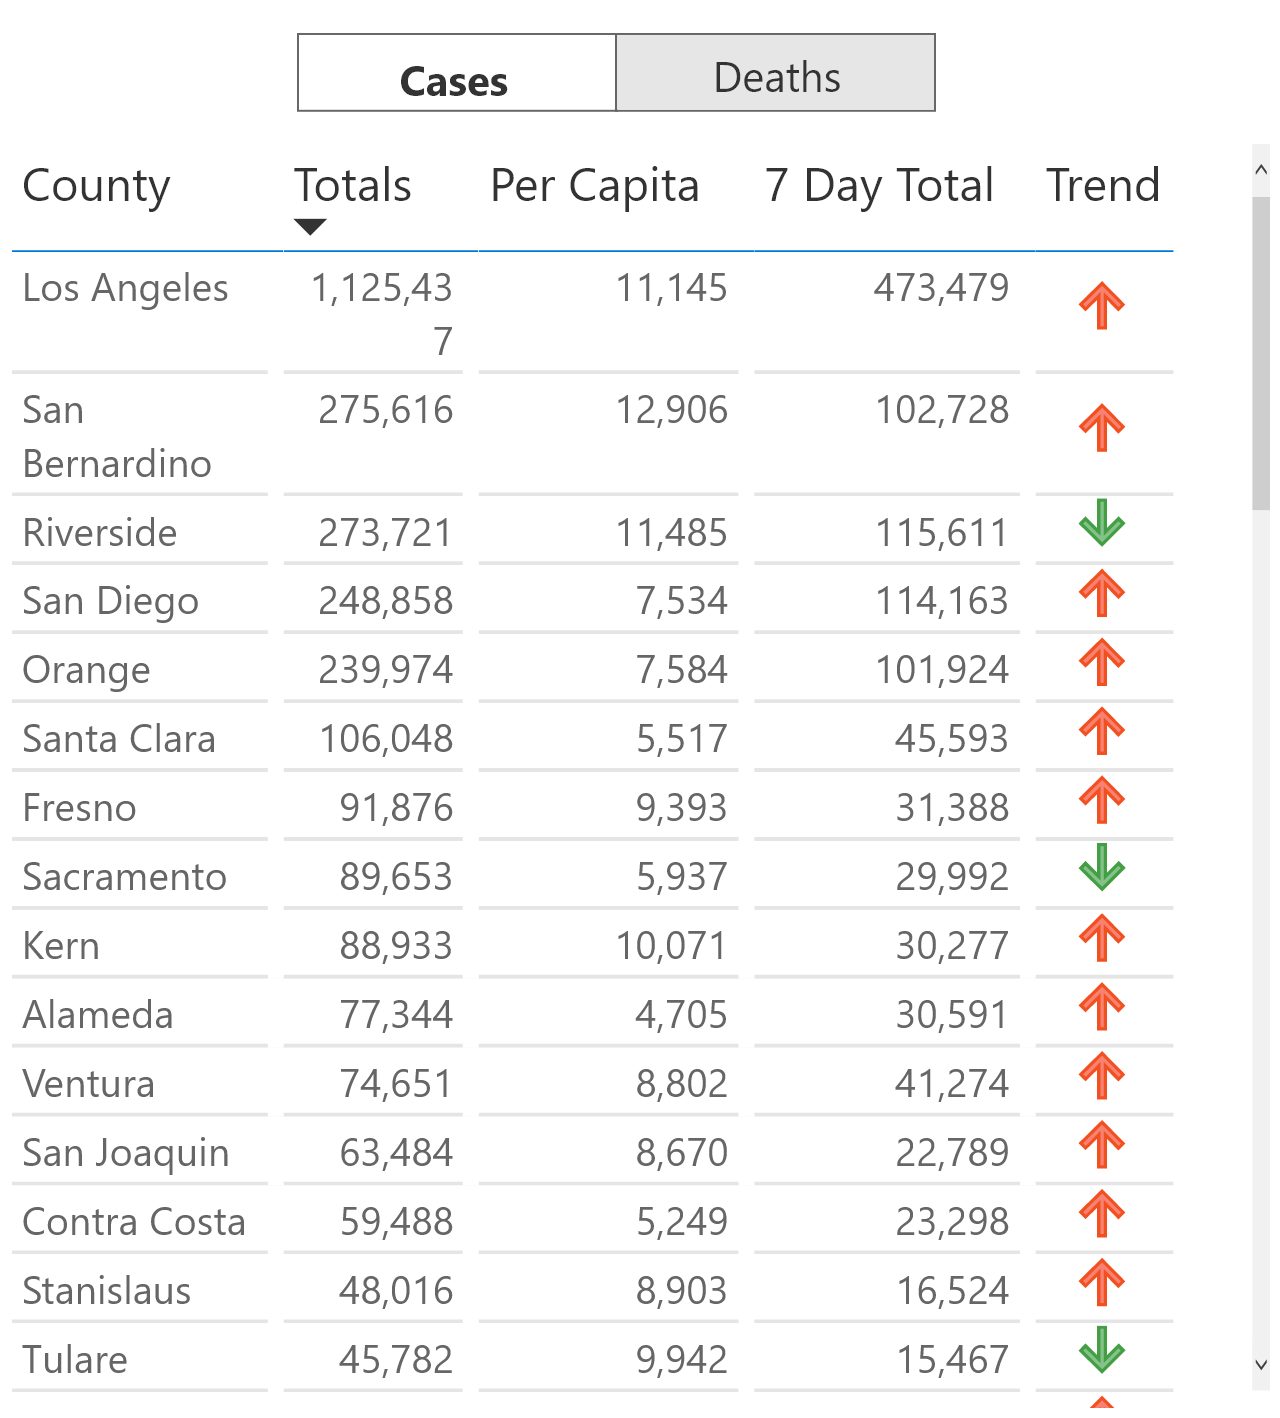 Cases Deaths
County Totals Per Capita 7 Day Total Trend
Los Angeles 1,125,43 11,145 473,479
7
San 275,616 12,906 102,728
Bernardino
Riverside 273,721 11,485 115,611
San Diego 248,858 7,534 114,163
Orange 239,974 7,584 101,924
Santa Clara 106,048 5,517 45,593
Fresno 91,876 9,393 31,388
Sacramento 89,653 5,937 29,992
Kern 88,933 10,071 30,277
Alameda 77,344 4,705 30,591
Ventura 74,651 8,802 41,274
San Joaquin 63,484 8,670 22,789
Contra Costa 59,488 5,249 23,298
Stanislaus 48,016 8,903 16,524
Tulare 45,782 9,942 15,467